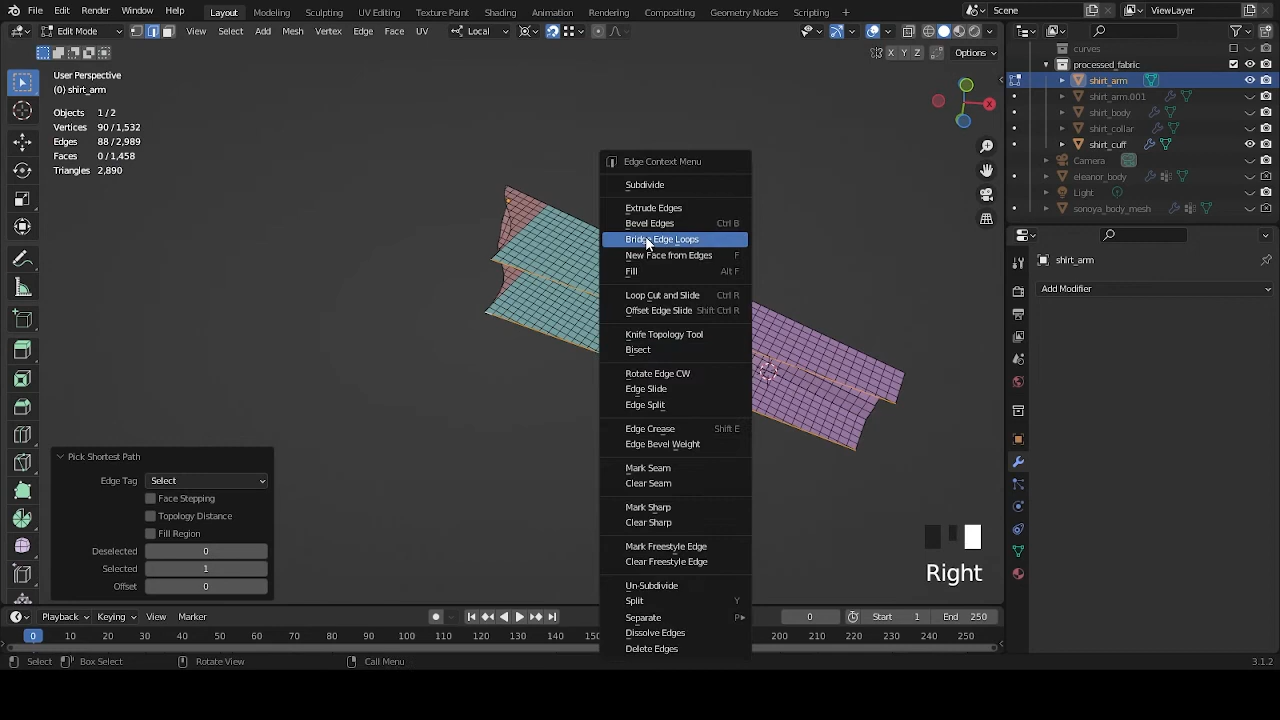 File Edit Render Window Help Layout Modeling Sculpting UV Editing Texture Paint Shading Animation Rendering Compositing Geometry Nodes Scripting + Scene ViewLayer
Edit Mode View Select Add Mesh Vertex Edge Face UV Local
X Y Z Options
User Perspective
(0) shirt_arm
Objects 1/2
Vertices 90/1,532
Edges 88/2,989
Faces 0/1,458
Triangles 2,890
X
Edge Context Menu
Subdivide
Extrude Edges
Bevel Edges Ctrl B
Bridge Edge Loops
New Face from Edges F
Fill Alt F
Loop Cut and Slide Ctrl R
Offset Edge Slide Shift Ctrl R
Knife Topology Tool
Bisect
Rotate Edge CW
Edge Slide
Edge Split
Edge Crease Shift E
Edge Bevel Weight
Mark Seam
Clear Seam
Mark Sharp
Clear Sharp
Mark Freestyle Edge
Clear Freestyle Edge
Un-Subdivide
Split Y
Separate P
Dissolve Edges
Delete Edges
Pick Shortest Path
Edge Tag Select
Face Stepping
Topology Distance
Fill Region
Deselected 0
Selected 1
Offset 0
Right
curves
processed_fabric
shirt_arm
shirt_arm.001
shirt_body
shirt_collar
shirt_cuff
Camera
eleanor_body
Light
sonoya_body_mesh
shirt_arm
Add Modifier
Playback Keying View Marker 0 Start 1 End 250
0 10 20 30 40 50 60 70 80 90 100 110 120 130 140 160 170 180 190 200 210 220 230 240 250
Select Box Select Rotate View Call Menu 3.1.2